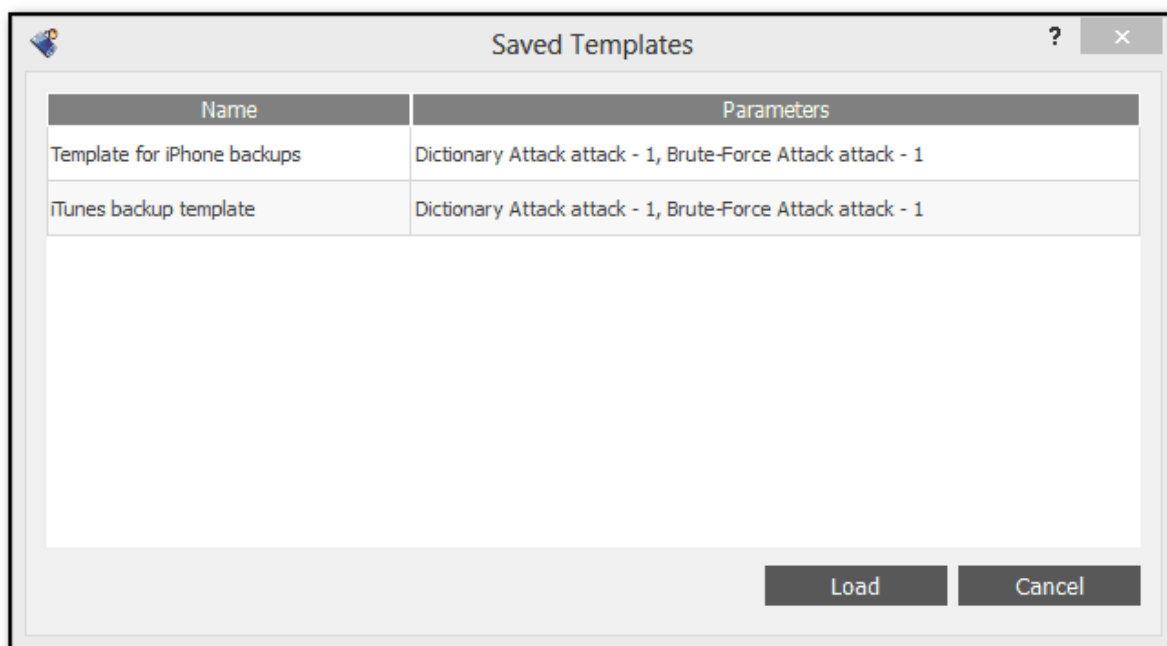 Saved Templates
?
×
Name Parameters
Template for iPhone backups Dictionary Attack attack - 1, Brute-Force Attack attack - 1
iTunes backup template Dictionary Attack attack - 1, Brute-Force Attack attack - 1
Load Cancel